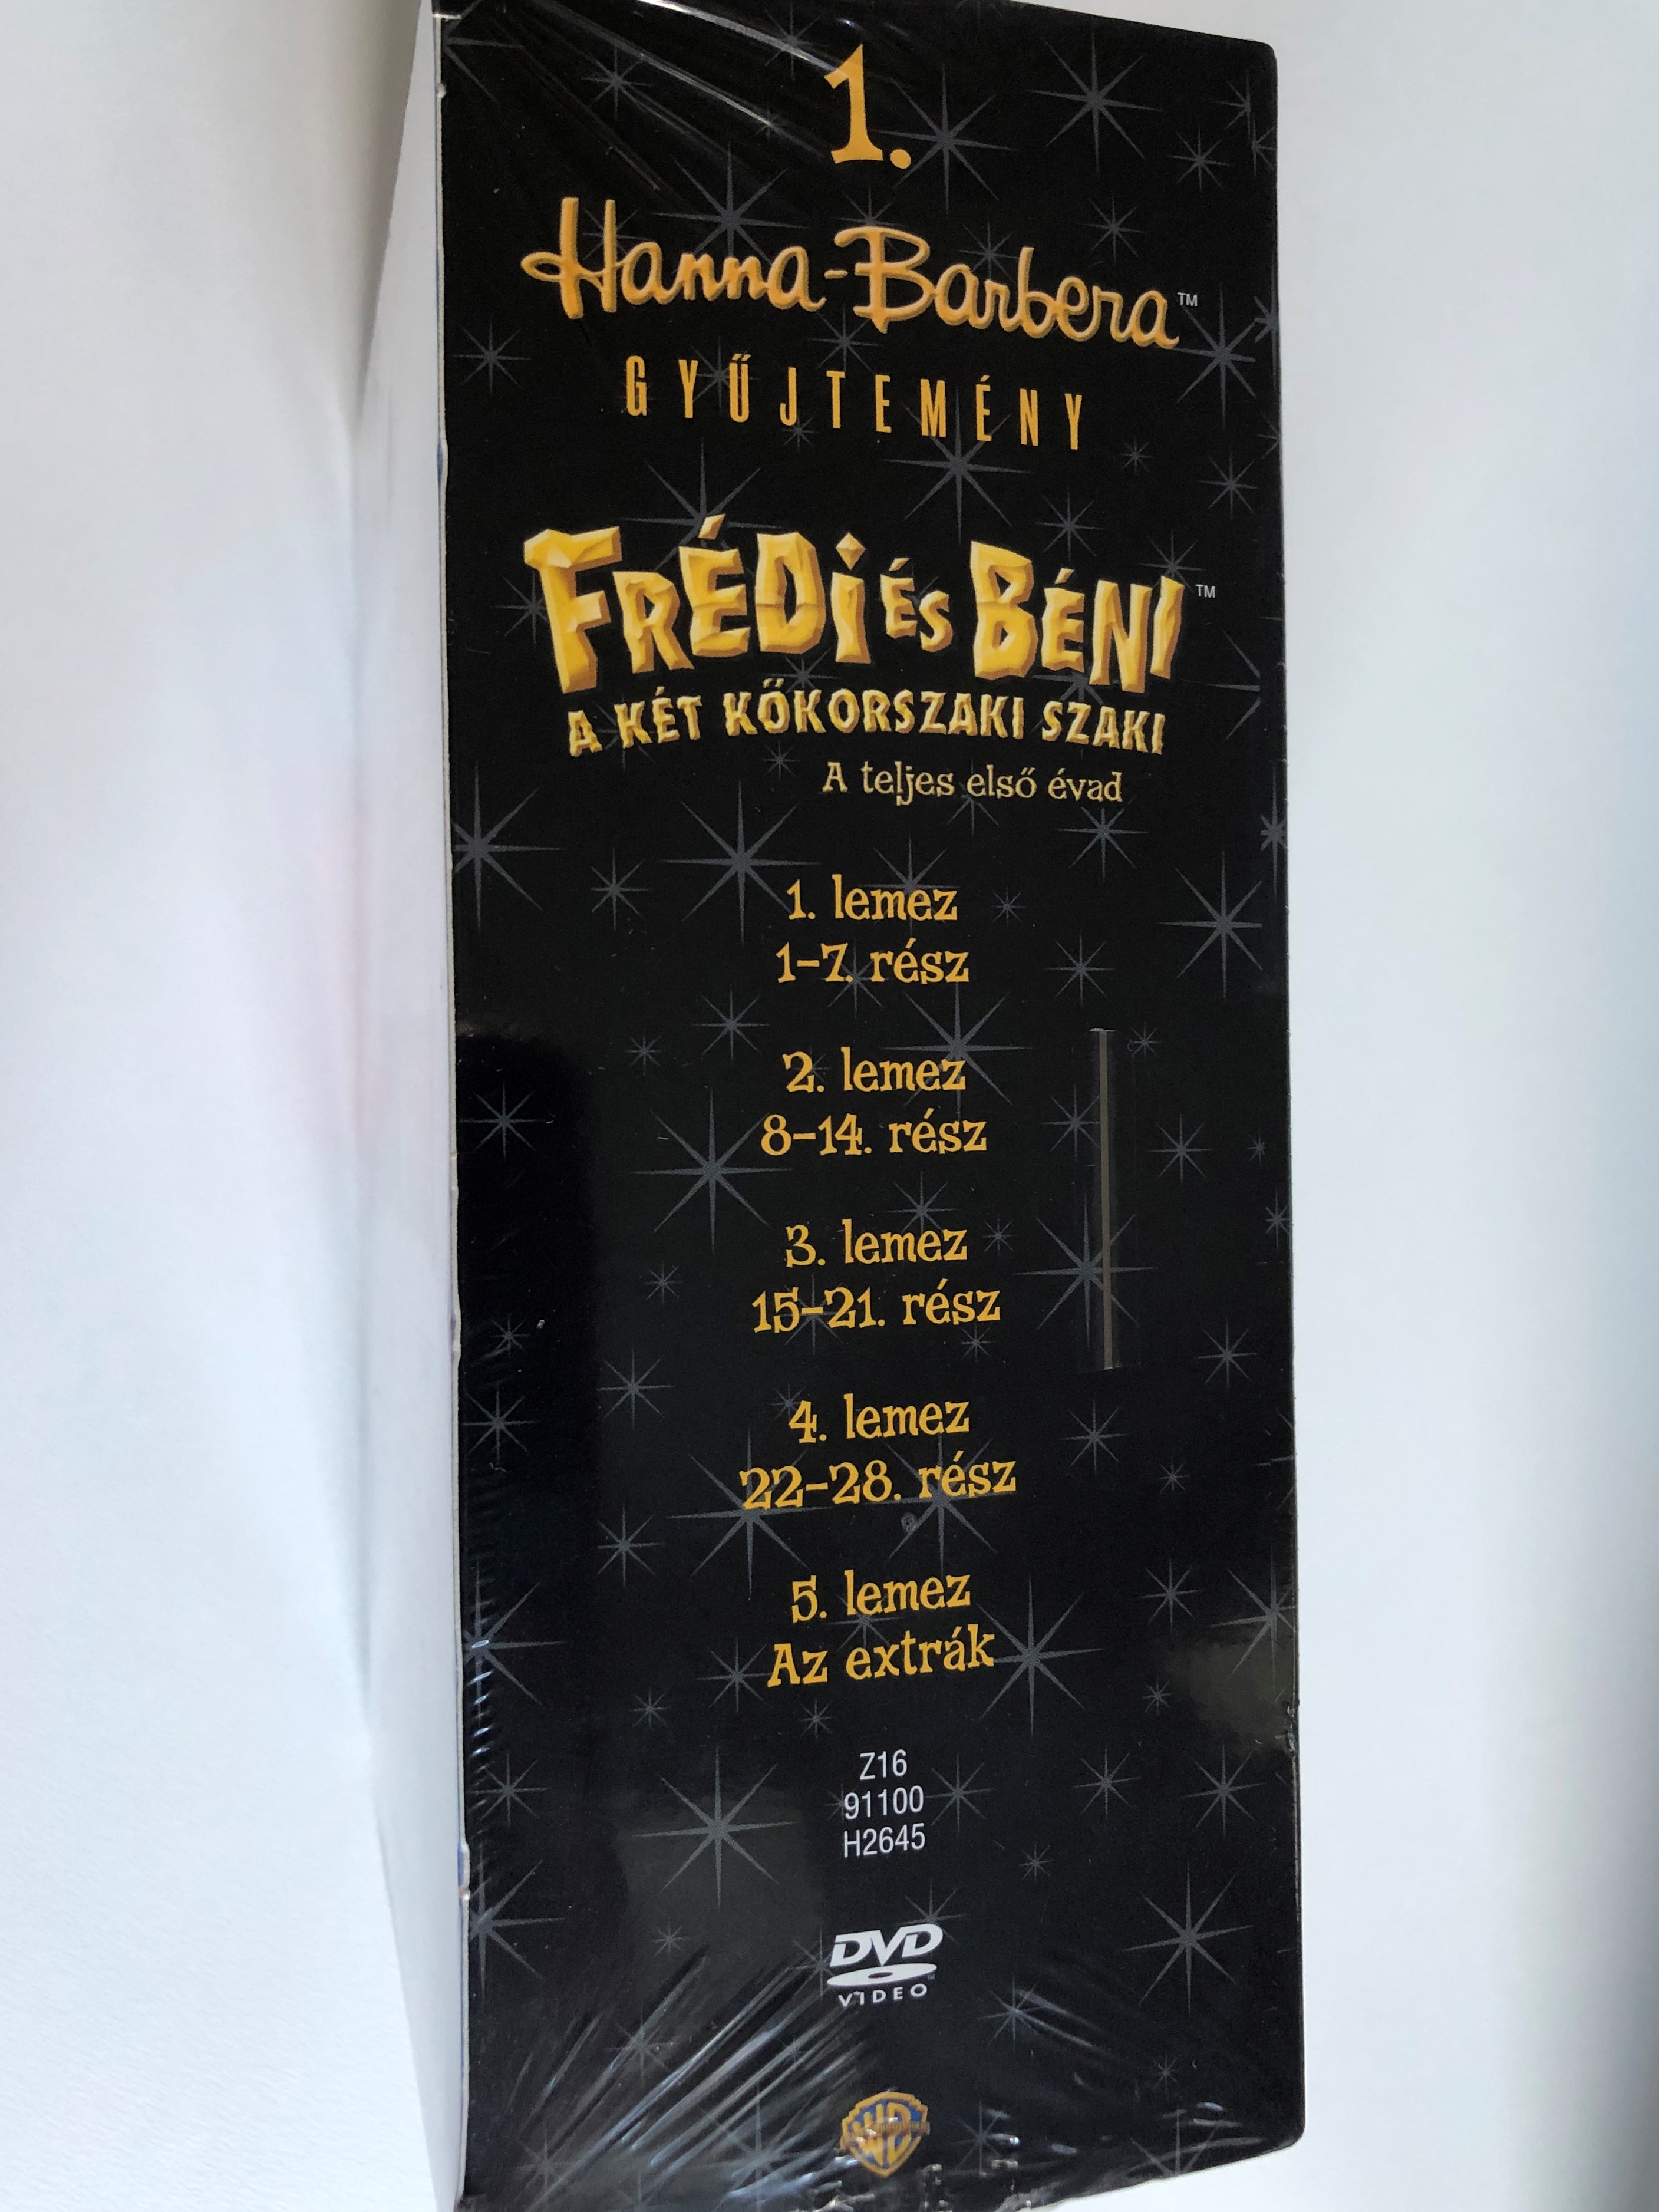 1.
Hanna-Barbera™
GYŰJTEMÉNY
FRÉDI ÉS BÉNI™
A KÉT KŐKORSZAKI SZAKI
A teljes első évad
1. lemez
1-7. rész
2. lemez
8-14. rész
3. lemez
15-21. rész
4. lemez
22-28. rész
5. lemez
Az extrák
Z16
91100
H2645
DVD
VIDEO
WB